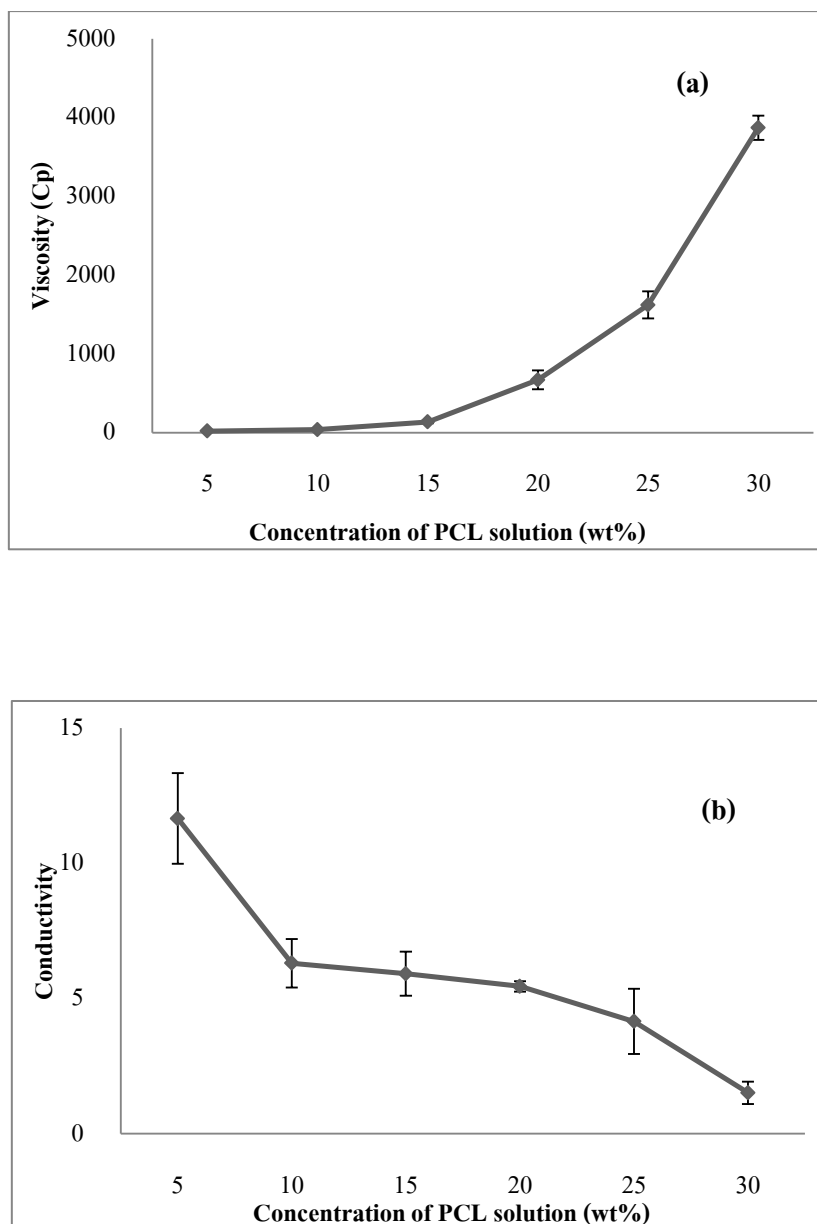 5000
(a)
4000
3000
2000
1000
0
Viscosity (Cp)
5 10 15 20 25 30
Concentration of PCL solution (wt%)
15
(b)
10
5
0
Conductivity
5 10 15 20 25 30
Concentration of PCL solution (wt%)